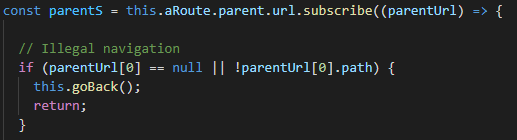 const parentS = this.aRoute.parent.url.subscribe((parentUrl) => {
// Illegal navigation
if (parentUrl[0] == null || !parentUrl[0].path) {
this.goBack();
return;
}